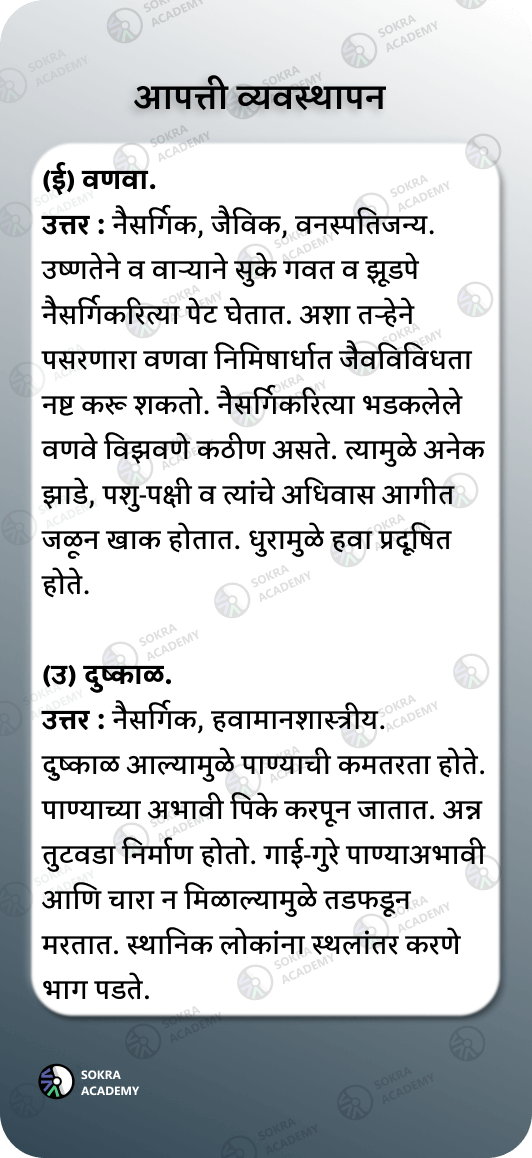 आपत्ती व्यवस्थापन
(ई) वणवा.
उत्तर : नैसर्गिक, जैविक, वनस्पतिजन्य.
उष्णतेने व वाऱ्याने सुके गवत व झूडपे
नैसर्गिकरित्या पेट घेतात. अशा तऱ्हेने
पसरणारा वणवा निमिषार्धात जैवविविधता
नष्ट करू शकतो. नैसर्गिकरित्या भडकलेले
वणवे विझवणे कठीण असते. त्यामुळे अनेक
झाडे, पशु-पक्षी व त्यांचे अधिवास आगीत
जळून खाक होतात. धुरामुळे हवा प्रदूषित
होते.
(उ) दुष्काळ.
उत्तर : नैसर्गिक, हवामानशास्त्रीय.
दुष्काळ आल्यामुळे पाण्याची कमतरता होते.
पाण्याच्या अभावी पिके करपून जातात. अन्न
तुटवडा निर्माण होतो. गाई-गुरे पाण्याअभावी
आणि चारा न मिळाल्यामुळे तडफडून
मरतात. स्थानिक लोकांना स्थलांतर करणे
भाग पडते.
SOKRA
ACADEMY